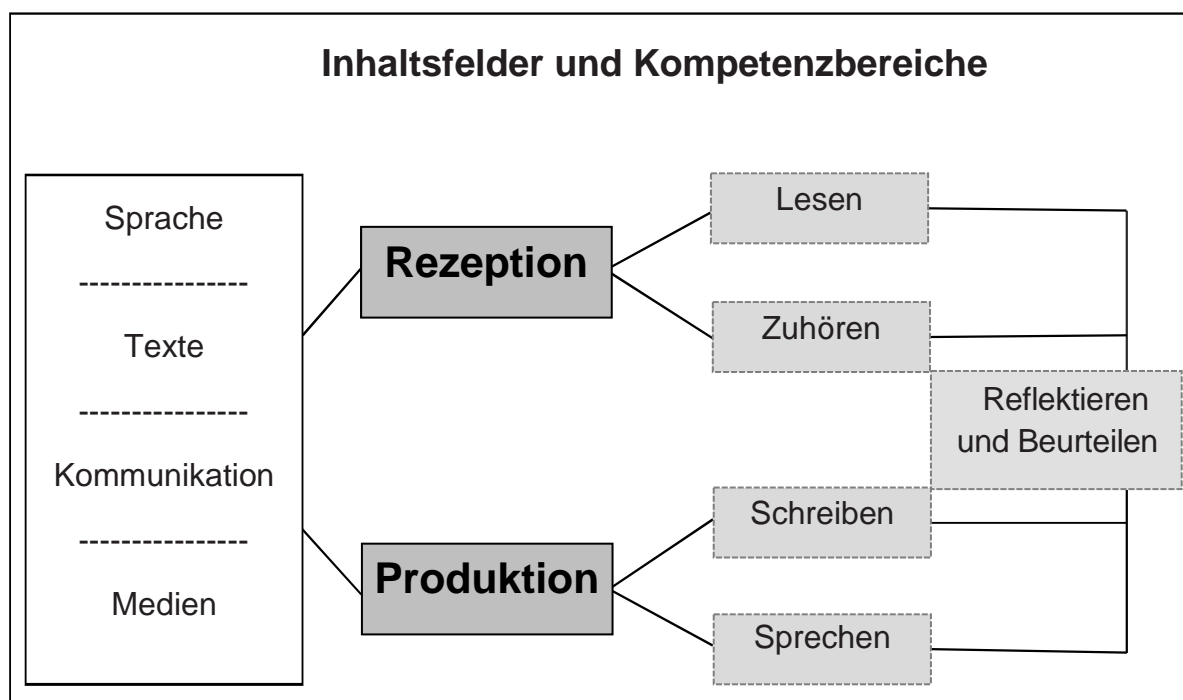 Inhaltsfelder und Kompetenzbereiche
Sprache
----------------
Texte
----------------
Kommunikation
----------------
Medien
Rezeption
Produktion
Lesen
Zuhören
Schreiben
Sprechen
Reflektieren
und Beurteilen